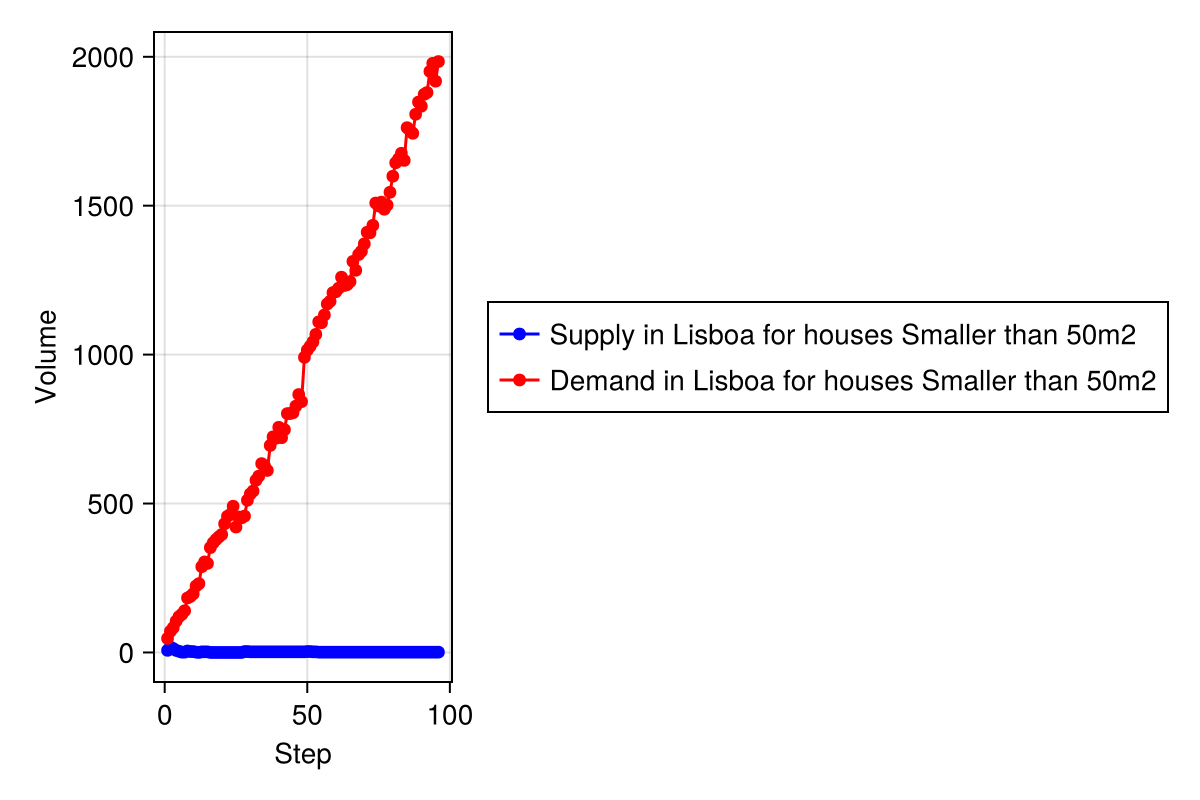 2000
1500
1000
500
0
Volume
0 50 100
Step
Supply in Lisboa for houses Smaller than 50m2
Demand in Lisboa for houses Smaller than 50m2